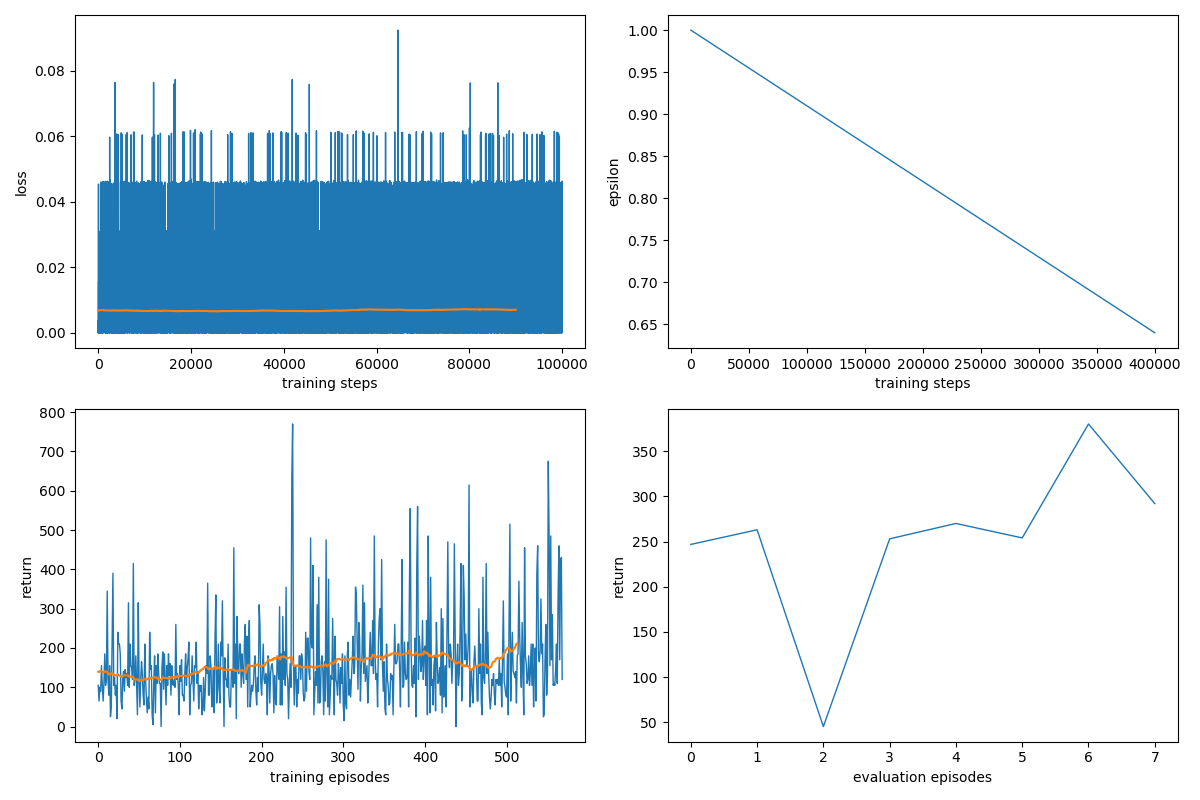 loss
0.08
0.06
0.04
0.02
0.00
0 20000 40000 60000 80000 100000
training steps
epsilon
1.00
0.95
0.90
0.85
0.80
0.75
0.70
0.65
0 50000 100000 150000 200000 250000 300000 350000 400000
training steps
return
800
700
600
500
400
300
200
100
0
0 100 200 300 400 500
training episodes
return
350
300
250
200
150
100
50
0 1 2 3 4 5 6 7
evaluation episodes